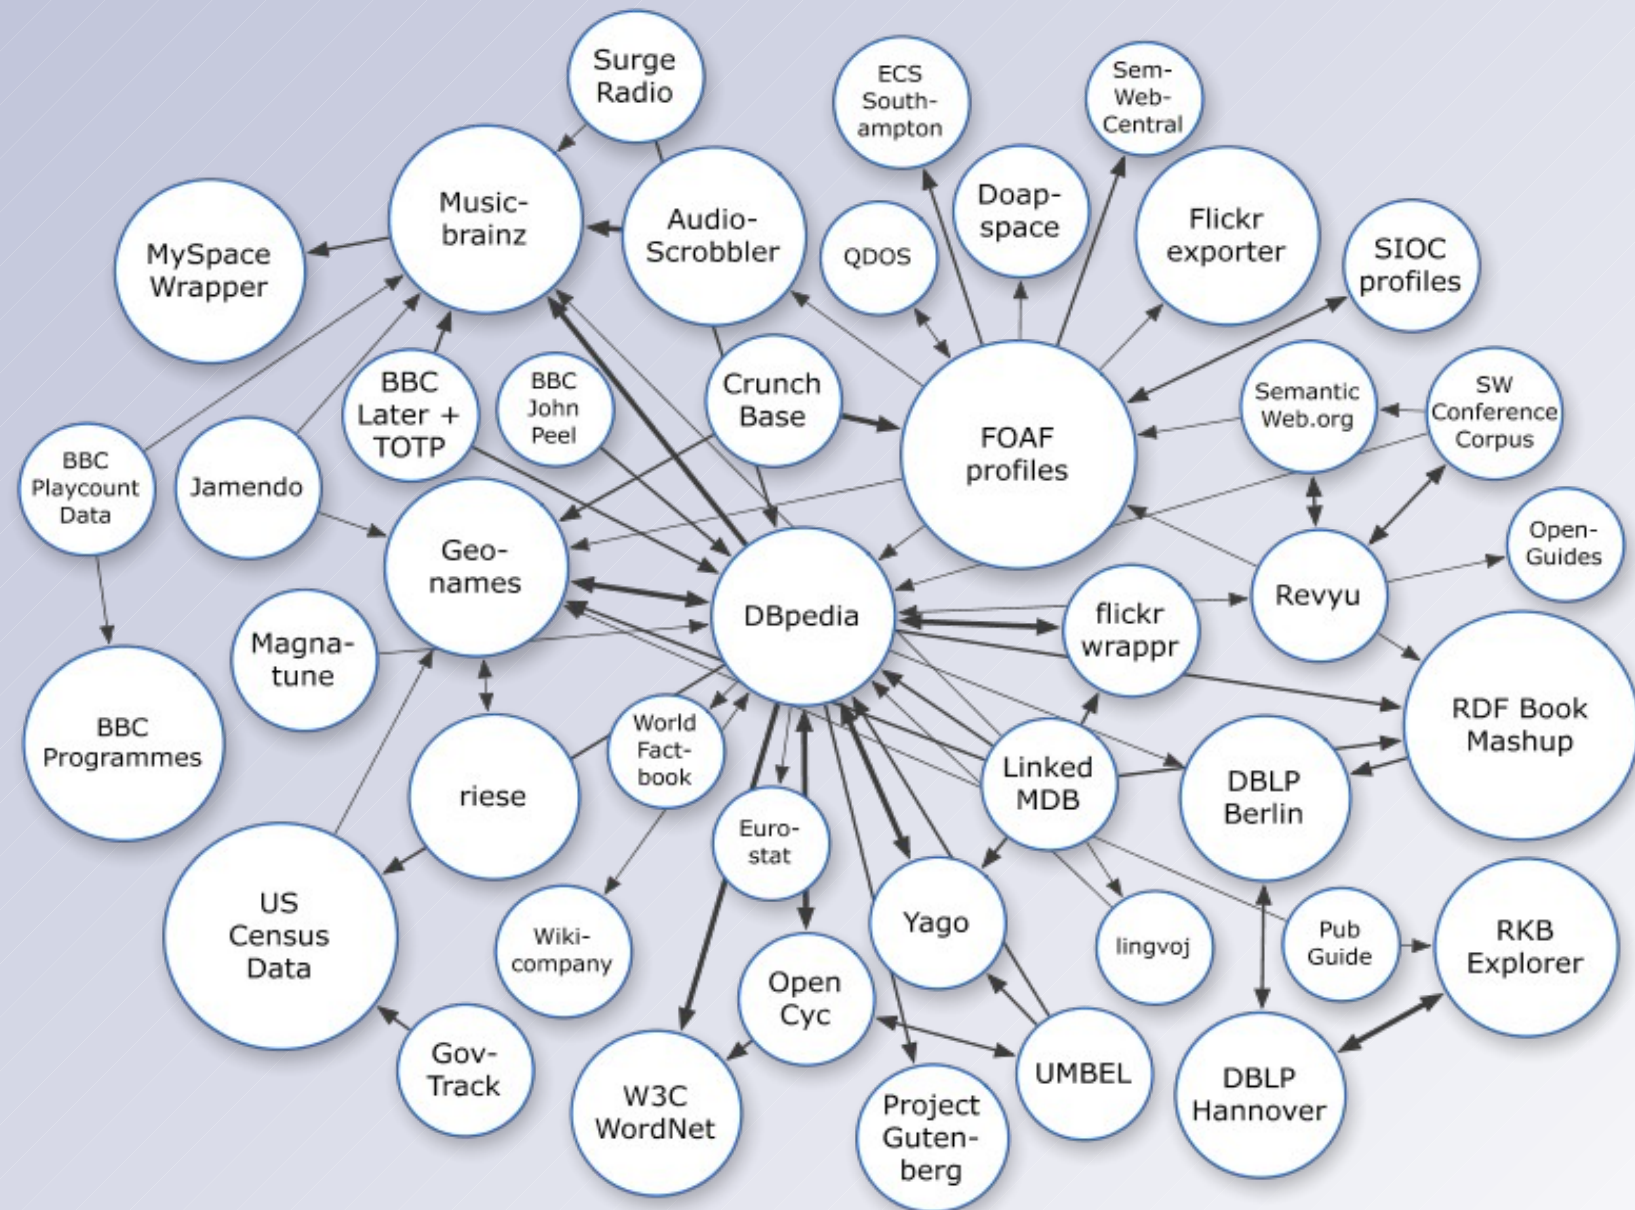 Surge
Radio
ECS
South-
ampton
Sem-
Web-
Central
Music-
brainz
Audio-
Scrobbler
Doap-
space
Flickr
exporter
MySpace
Wrapper
QDOS
SIOC
profiles
BBC
Later +
TOTP
BBC
John
Peel
Crunch
Base
FOAF
profiles
Semantic
Web.org
SW
Conference
Corpus
BBC
Playcount
Data
Jamendo
Geo-
names
Open-
Guides
DBpedia
flickr
wrappr
Revyu
Magna-
tune
BBC
Programmes
riese
World
Fact-
book
RDF Book
Mashup
Linked
MDB
DBLP
Berlin
Euro-
stat
US
Census
Data
Wiki-
company
Yago
lingvoj
Pub
Guide
RKB
Explorer
Open
Cyc
Gov-
Track
W3C
WordNet
Project
Guten-
berg
UMBEL
DBLP
Hannover